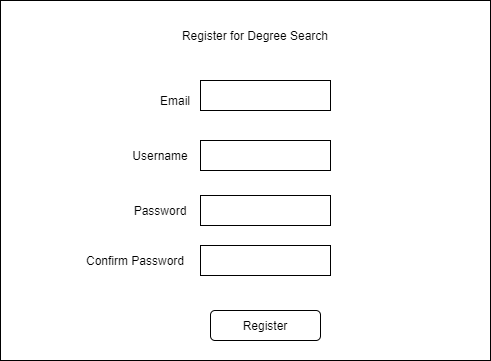 Register for Degree Search
Email
Username
Password
Confirm Password
Register